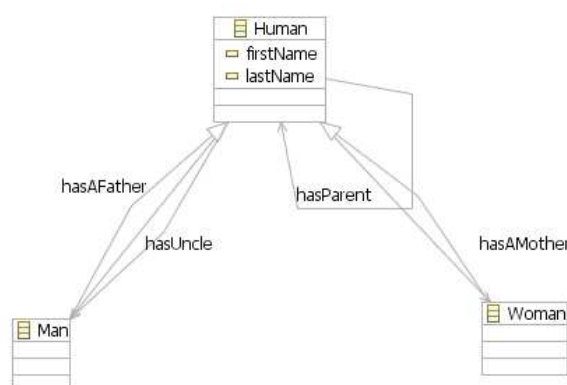 Human
firstName
lastName
hasAFather
hasParent
hasUncle
hasAMother
Man
Woman